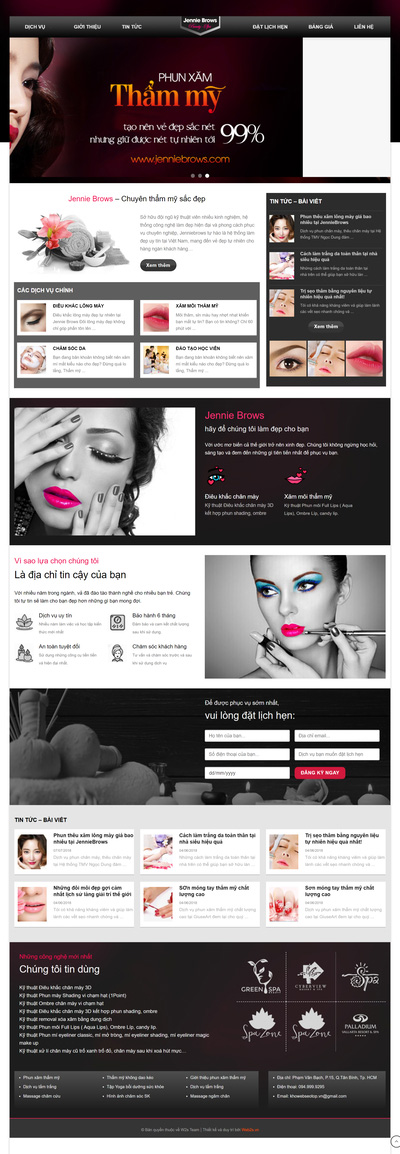 DỊCH VỤ
GIỚI THIỆU
TIN TỨC
Jennie Brows
ĐẶT LỊCH HẸN
BẢNG GIÁ
LIÊN HỆ
PHUN XĂM
Thẩm mỹ
tạo nên vẻ đẹp sắc nét
nhưng giữ được nét tự nhiên tới 99%
www.jenniebrows.com
Jennie Brows – Chuyên thẩm mỹ sắc đẹp
Sở hữu đội ngũ kỹ thuật viên nhiều kinh nghiệm, hệ
thống công nghệ làm đẹp hiện đại và phong cách phục
vụ chuyên nghiệp. Jenniebrows tự hào là hệ thống làm
đẹp uy tín tại Việt Nam, mang đến vẻ đẹp tự nhiên cho
hàng ngàn khách hàng.
Xem thêm
CÁC DỊCH VỤ CHÍNH
ĐIÊU KHẮC LÔNG MÀY
XĂM MÔI THẨM MỸ
CHĂM SÓC DA
ĐÀO TẠO HỌC VIÊN
TIN TỨC – BÀI VIẾT
Phun thêu xăm lông mày giá bao
nhiêu tại JennieBrows
Cách làm trắng da toàn thân tại nhà
siêu hiệu quả
Trị sẹo thâm bằng nguyên liệu tự
nhiên hiệu quả nhất!
Xem thêm
Jennie Brows
hãy để chúng tôi làm đẹp cho bạn
Với ước mơ biến cả thế giới trở nên xinh đẹp. Chúng tôi không ngừng học hỏi,
sáng tạo và đem đến những gì tiên tiến nhất để phục vụ bạn.
Điêu khắc chân mày
Kỹ thuật Điêu khắc chân mày 3D
kết hợp phun shading, ombre
Xăm môi thẩm mỹ
Kỹ thuật Phun môi Full Lips ( Aqua
Lips), Ombre Lip, candy lip.
Vì sao lựa chọn chúng tôi
Là địa chỉ tin cậy của bạn
Với nhiều năm trong ngành, và đã đào tạo thành nghề cho nhiều bạn trẻ. Chúng
tôi tự tin sẽ làm cho bạn đẹp hơn những gì bạn mong đợi.
Dịch vụ uy tín
Bảo hành 6 tháng
An toàn tuyệt đối
Chăm sóc khách hàng
Để được phục vụ sớm nhất,
vui lòng đặt lịch hẹn:
Họ tên của bạn...
Địa chỉ email...
Số điện thoại của bạn...
Dịch vụ bạn muốn đặt lịch hẹn
dd/mm/yyyy
ĐĂNG KÝ NGAY
TIN TỨC – BÀI VIẾT
Phun thêu xăm lông mày giá bao
nhiêu tại JennieBrows
Cách làm trắng da toàn thân tại
nhà siêu hiệu quả
Trị sẹo thâm bằng nguyên liệu
tự nhiên hiệu quả nhất!
Những đôi môi đẹp gợi cảm
nhất lịch sử làng giải trí thế giới
SƠn móng tay thẩm mỹ chất
lượng cao
Sơn móng tay thẩm mỹ chất
lượng cao
Những công nghệ mới nhất
Chúng tôi tin dùng
Kỹ thuật Điêu khắc chân mày 3D
Kỹ thuật Phun mày Shading vi chạm hạt (1Point)
Kỹ thuật Ombre chân mày vi chạm hạt
Kỹ thuật Điêu khắc chân mày 3D kết hợp phun shading, ombre
Kỹ thuật removal xóa xăm bằng dung dịch
Kỹ thuật Phun môi Full Lips ( Aqua Lips), Ombre Lip, candy lip.
Kỹ thuật Phun mí eyeliner classic, mí mở tròng, mí eyeliner shading, mí eyeliner magic
make up
Kỹ thuật xử lí chân mày cũ trổ xanh trổ đỏ, chân mày sau khi xoá hút mực…
GREEN SPA
CYBERVIEW
Spa
Spa Zone
Spa Zone
PALLADIUM
Phun xăm thẩm mỹ
Dịch vụ tắm trắng
Massage chăm cứu
Thẩm mỹ không dao kéo
Tập Yoga bồi dưỡng sức khỏe
Hình ảnh chăm sóc SK
Giới thiệu phun xăm thẩm mỹ
Dịch vụ tắm trắng
Massage ngâm chân
Địa chỉ: Phạm Văn Bạch, P.15, Q.Tân Bình, Tp. HCM
Điện thoại: 094.999.9295
Email: khowebseotop.vn@gmail.com